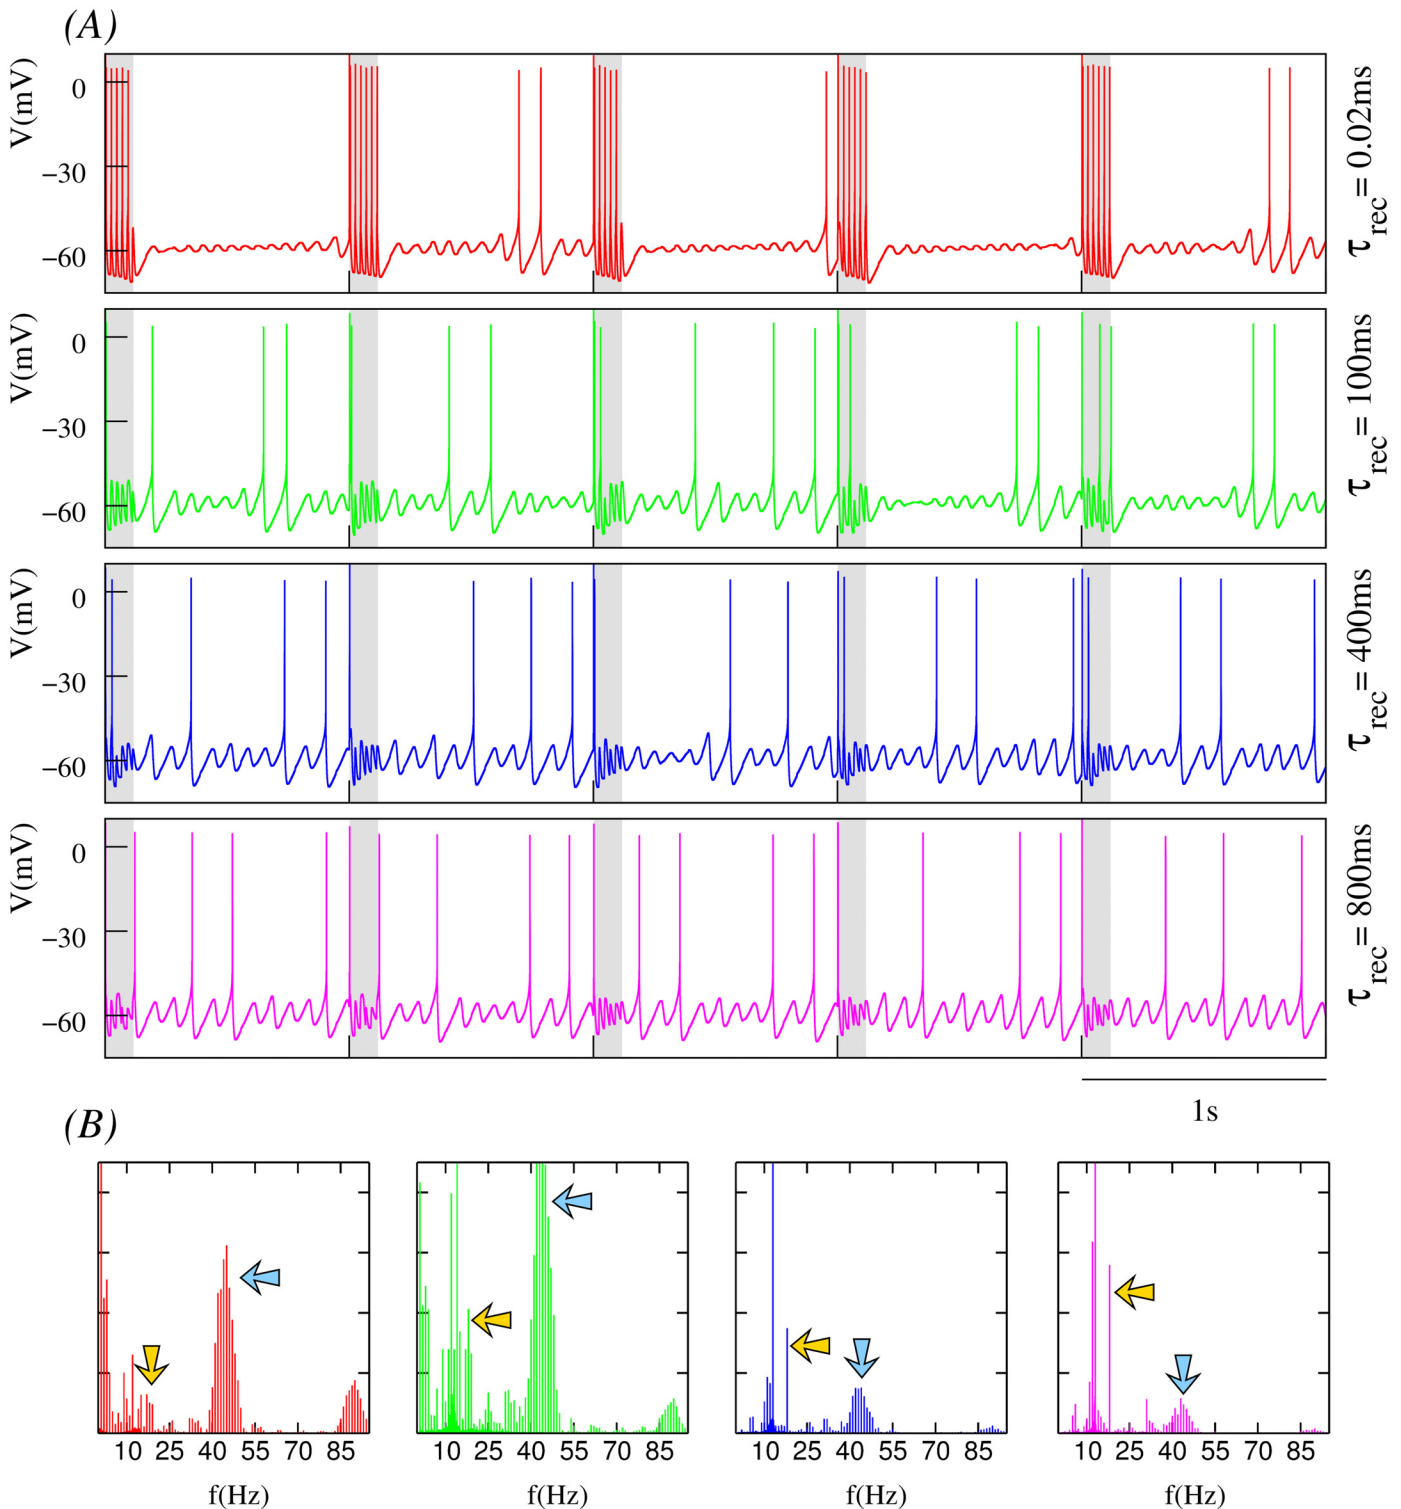 (A)
V(mV)
0
−30
−60
τrec = 0.02ms
V(mV)
0
−30
−60
τrec = 100ms
V(mV)
0
−30
−60
τrec = 400ms
V(mV)
0
−30
−60
τrec = 800ms
1s
(B)
10 25 40 55 70 85
10 25 40 55 70 85
10 25 40 55 70 85
10 25 40 55 70 85
f(Hz)
f(Hz)
f(Hz)
f(Hz)